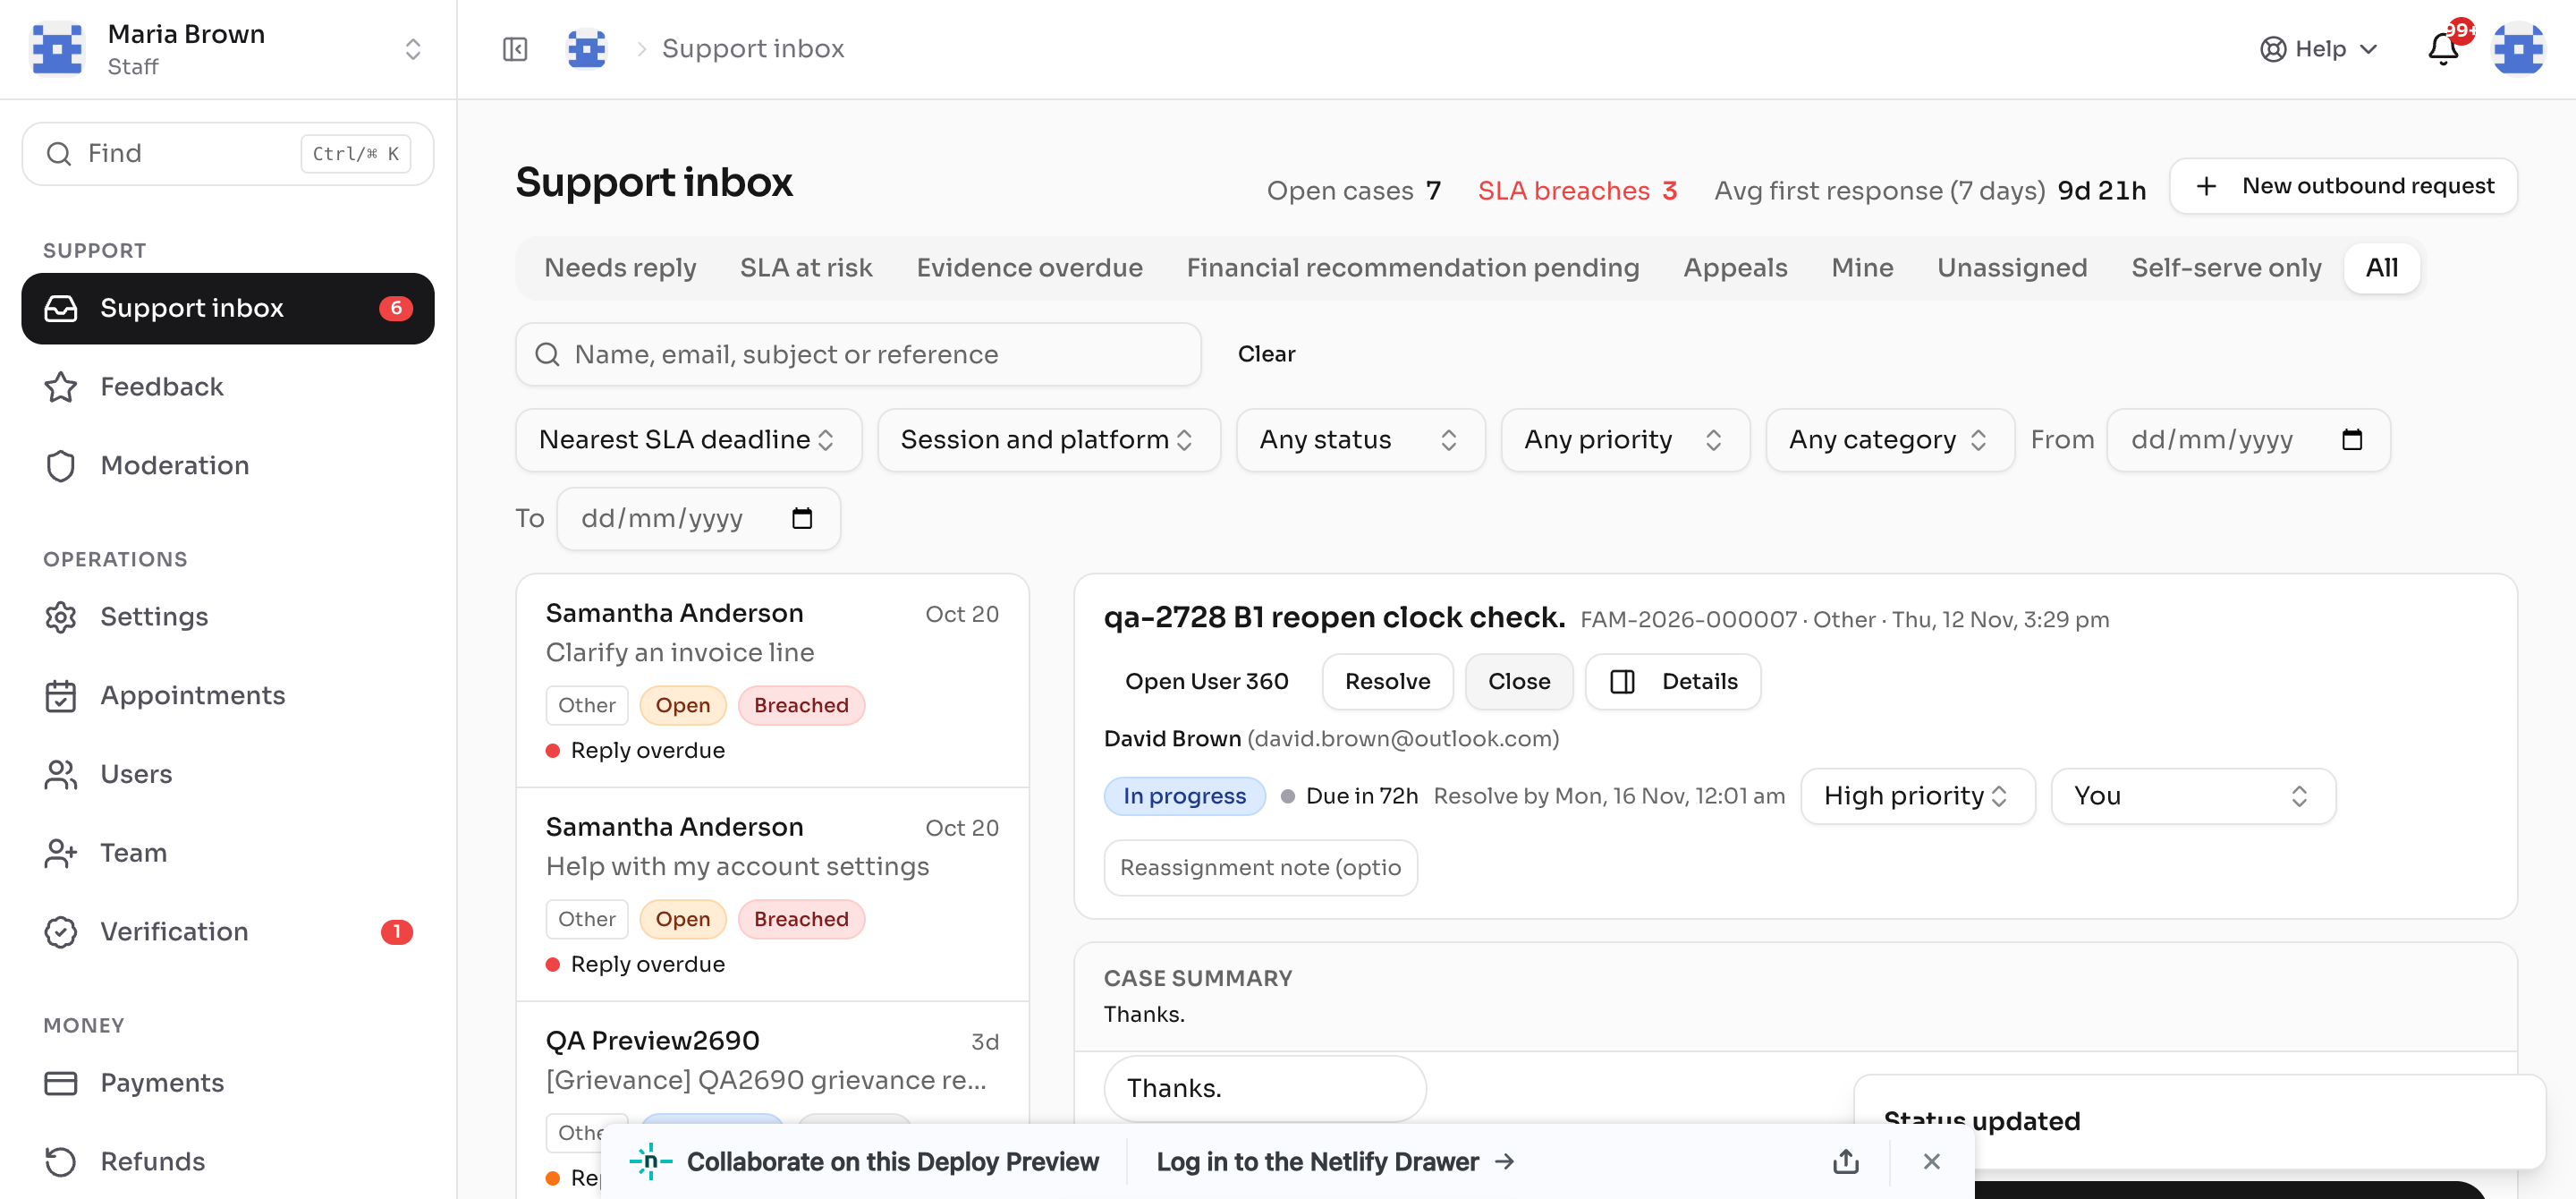 Maria Brown
Staff
Find
Ctrl/⌘ K
SUPPORT
Support inbox 6
Feedback
Moderation
OPERATIONS
Settings
Appointments
Users
Team
Verification 1
MONEY
Payments
Refunds
Support inbox
Help
99+
Support inbox
Open cases 7 SLA breaches 3 Avg first response (7 days) 9d 21h
New outbound request
Needs reply SLA at risk Evidence overdue Financial recommendation pending Appeals Mine Unassigned Self-serve only All
Name, email, subject or reference
Clear
Nearest SLA deadline Session and platform Any status Any priority Any category From dd/mm/yyyy
To dd/mm/yyyy
Samantha Anderson Oct 20
Clarify an invoice line
Other Open Breached
Reply overdue
Samantha Anderson Oct 20
Help with my account settings
Other Open Breached
Reply overdue
QA Preview2690 3d
[Grievance] QA2690 grievance re...
qa-2728 B1 reopen clock check. FAM-2026-000007 · Other · Thu, 12 Nov, 3:29 pm
Open User 360 Resolve Close Details
David Brown (david.brown@outlook.com)
In progress Due in 72h Resolve by Mon, 16 Nov, 12:01 am High priority You
Reassignment note (optio
CASE SUMMARY
Thanks.
Thanks.
Status updated
Collaborate on this Deploy Preview Log in to the Netlify Drawer →